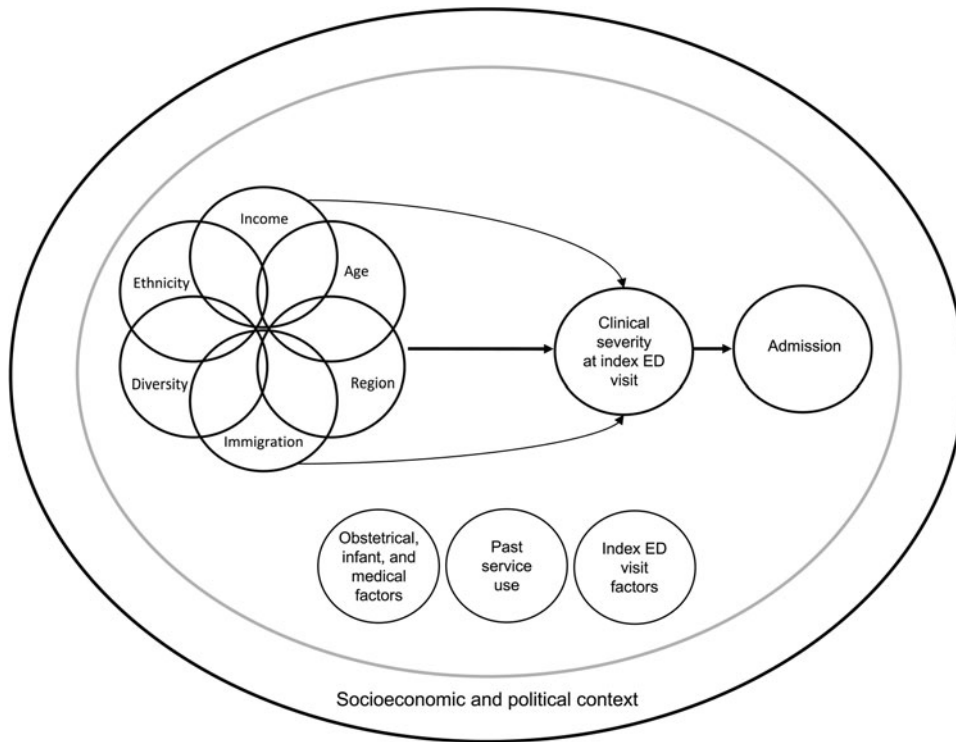 Income
Ethnicity
Age
Diversity
Region
Immigration
Clinical
severity
at index ED
visit
Admission
Obstetrical,
infant, and
medical
factors
Past
service
use
Index ED
visit
factors
Socioeconomic and political context